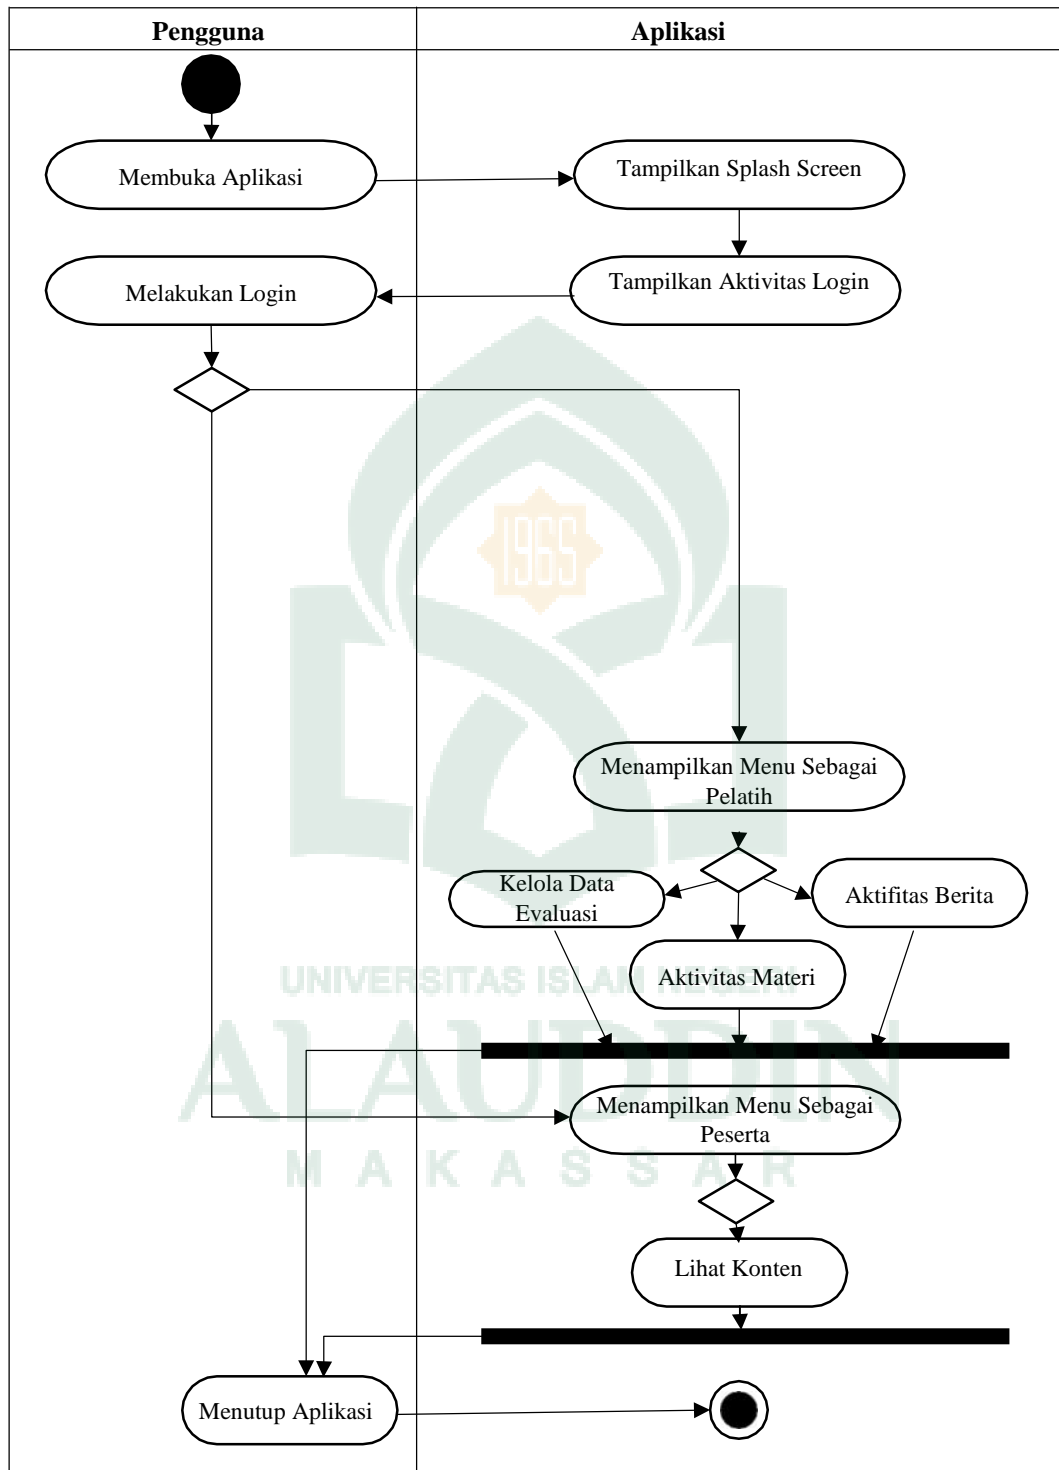 Pengguna
Aplikasi
Membuka Aplikasi
Tampilkan Splash Screen
Melakukan Login
Tampilkan Aktivitas Login
1965
Menampilkan Menu Sebagai
Pelatih
Kelola Data
Evaluasi
Aktifitas Berita
Aktivitas Materi
UNIVERSITAS ISLAM NEGERI
ALAUDDIN
Menampilkan Menu Sebagai
Peserta
MAKASSAR
Lihat Konten
Menutup Aplikasi